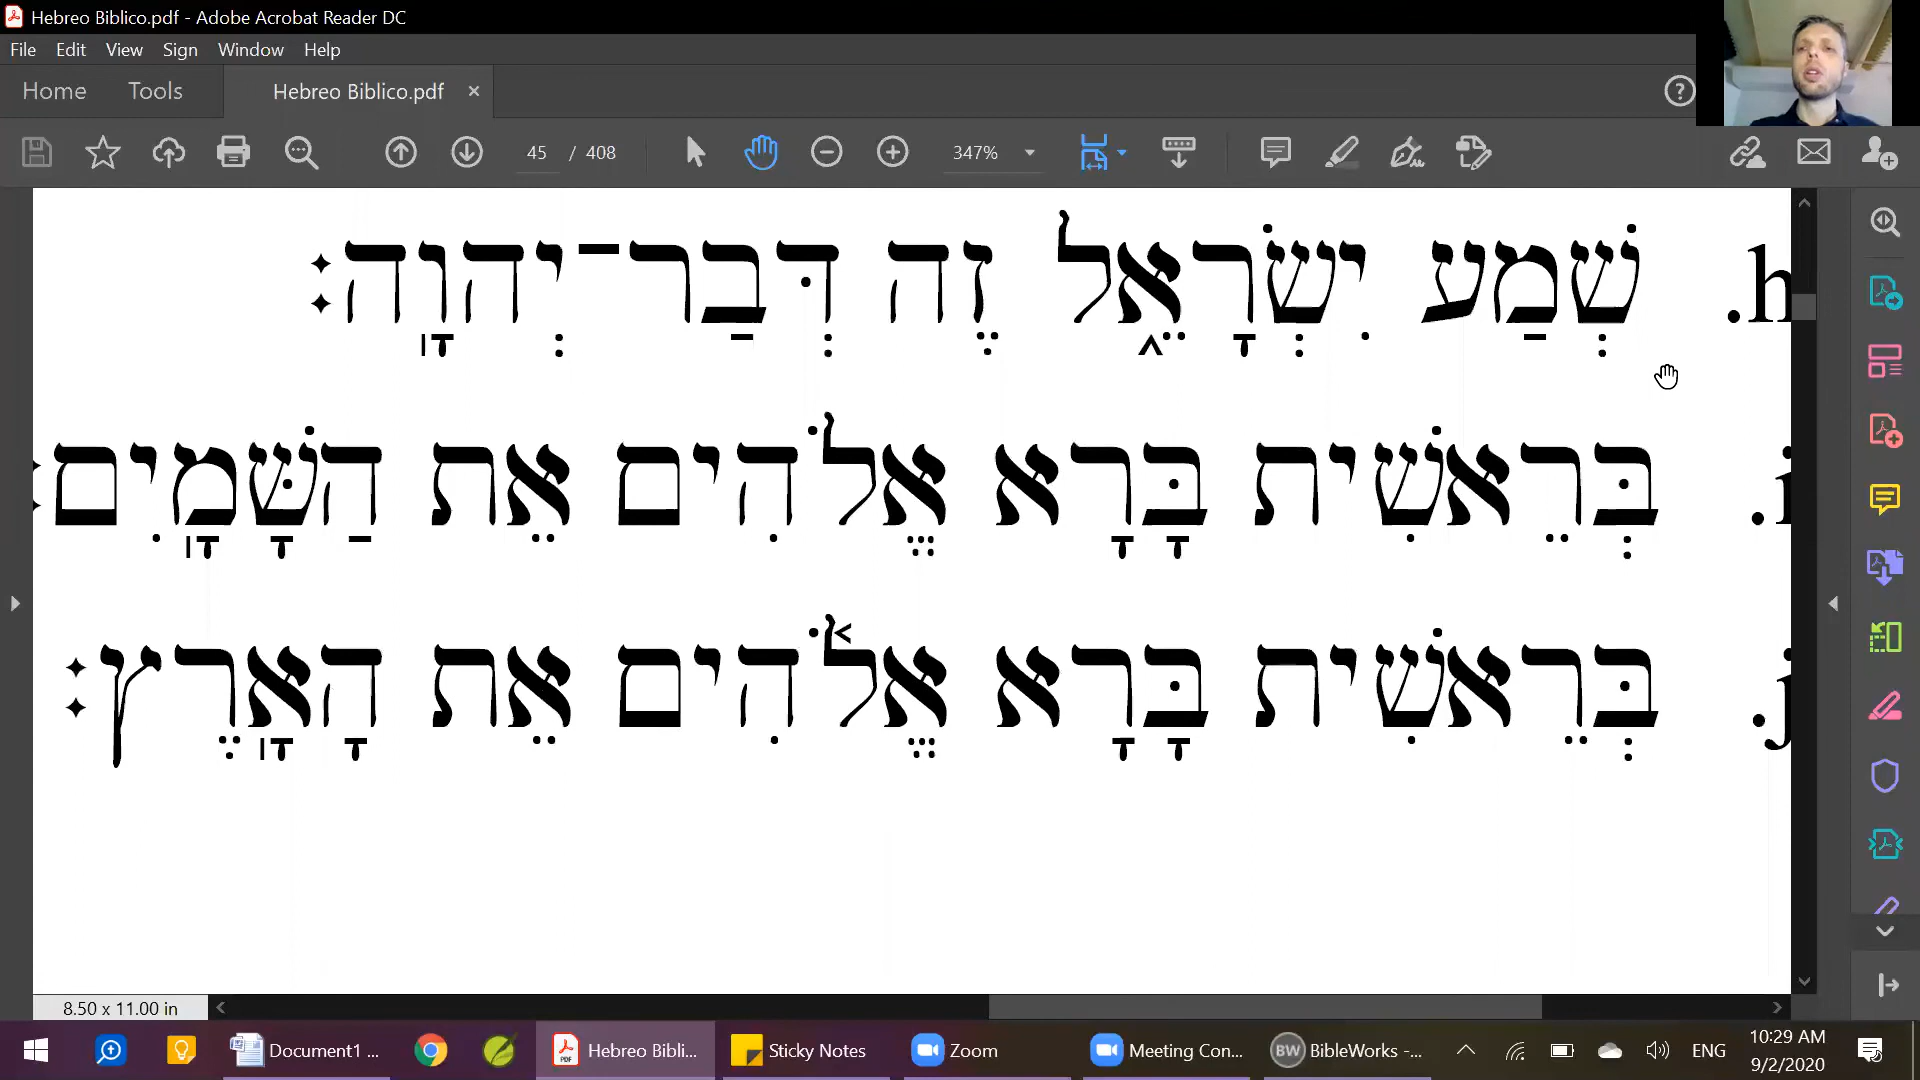 Hebreo Biblico.pdf - Adobe Acrobat Reader DC
File Edit View Sign Window Help
Home Tools Hebreo Biblico.pdf
45 / 408 347%
h. שְׁמַע יִשְׂרָאֵ֑ל זֶה דְּבַר־יְהוָֽה׃
i. בְּרֵאשִׁית בָּרָא אֱלֹהִים אֵת הַשָּׁמָֽיִם׃
j. בְּרֵאשִׁית בָּרָא אֱלֹ֫הִים אֵת הָאָֽרֶץ׃
8.50 x 11.00 in
Document1 ... Hebreo Bibli... Sticky Notes Zoom Meeting Con... BW BibleWorks -... ENG 10:29 AM
9/2/2020